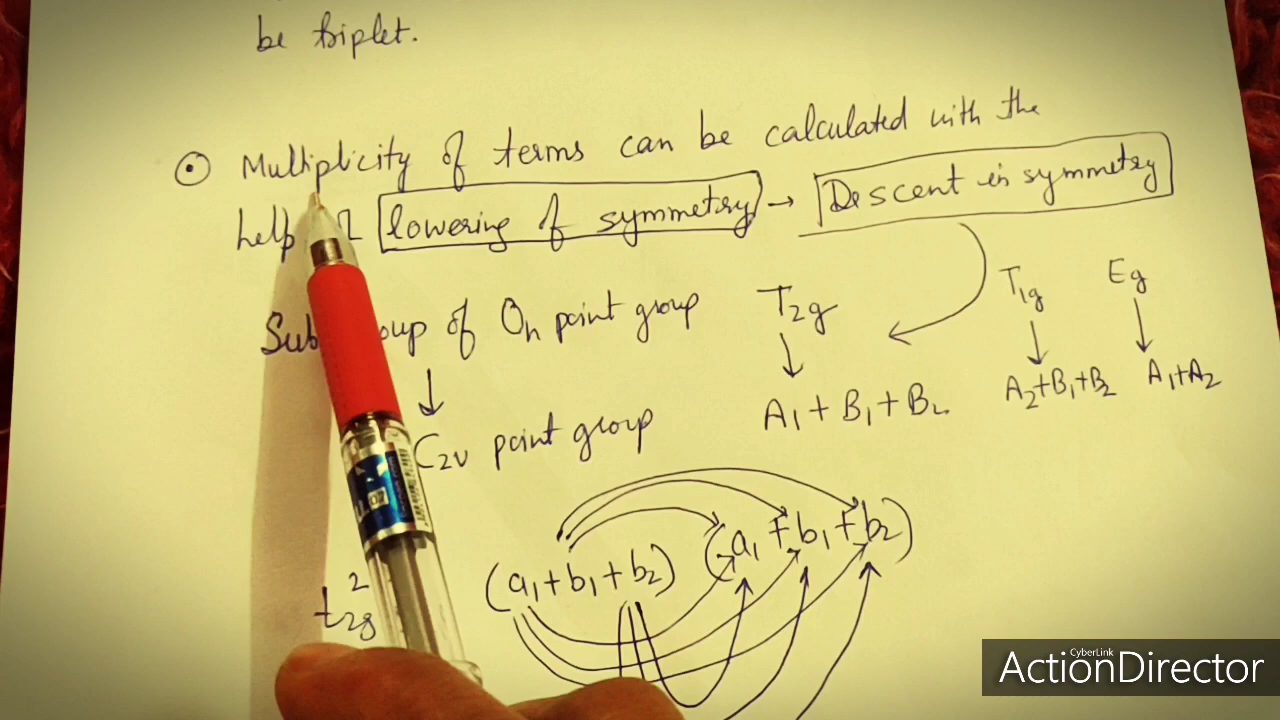 be triplet.
⊙ Multiplicity of terms can be calculated with the
help lowering of symmetry → Descent in symmetry
of Oh point group T2g T1g Eg
↓ ↓ ↓ ↓
C2v point group A1 + B1 + B2 A2+B1+B2 A1+A2
t2g² (a1+b1+b2) (a1+b1+b2)
CyberLink
ActionDirector